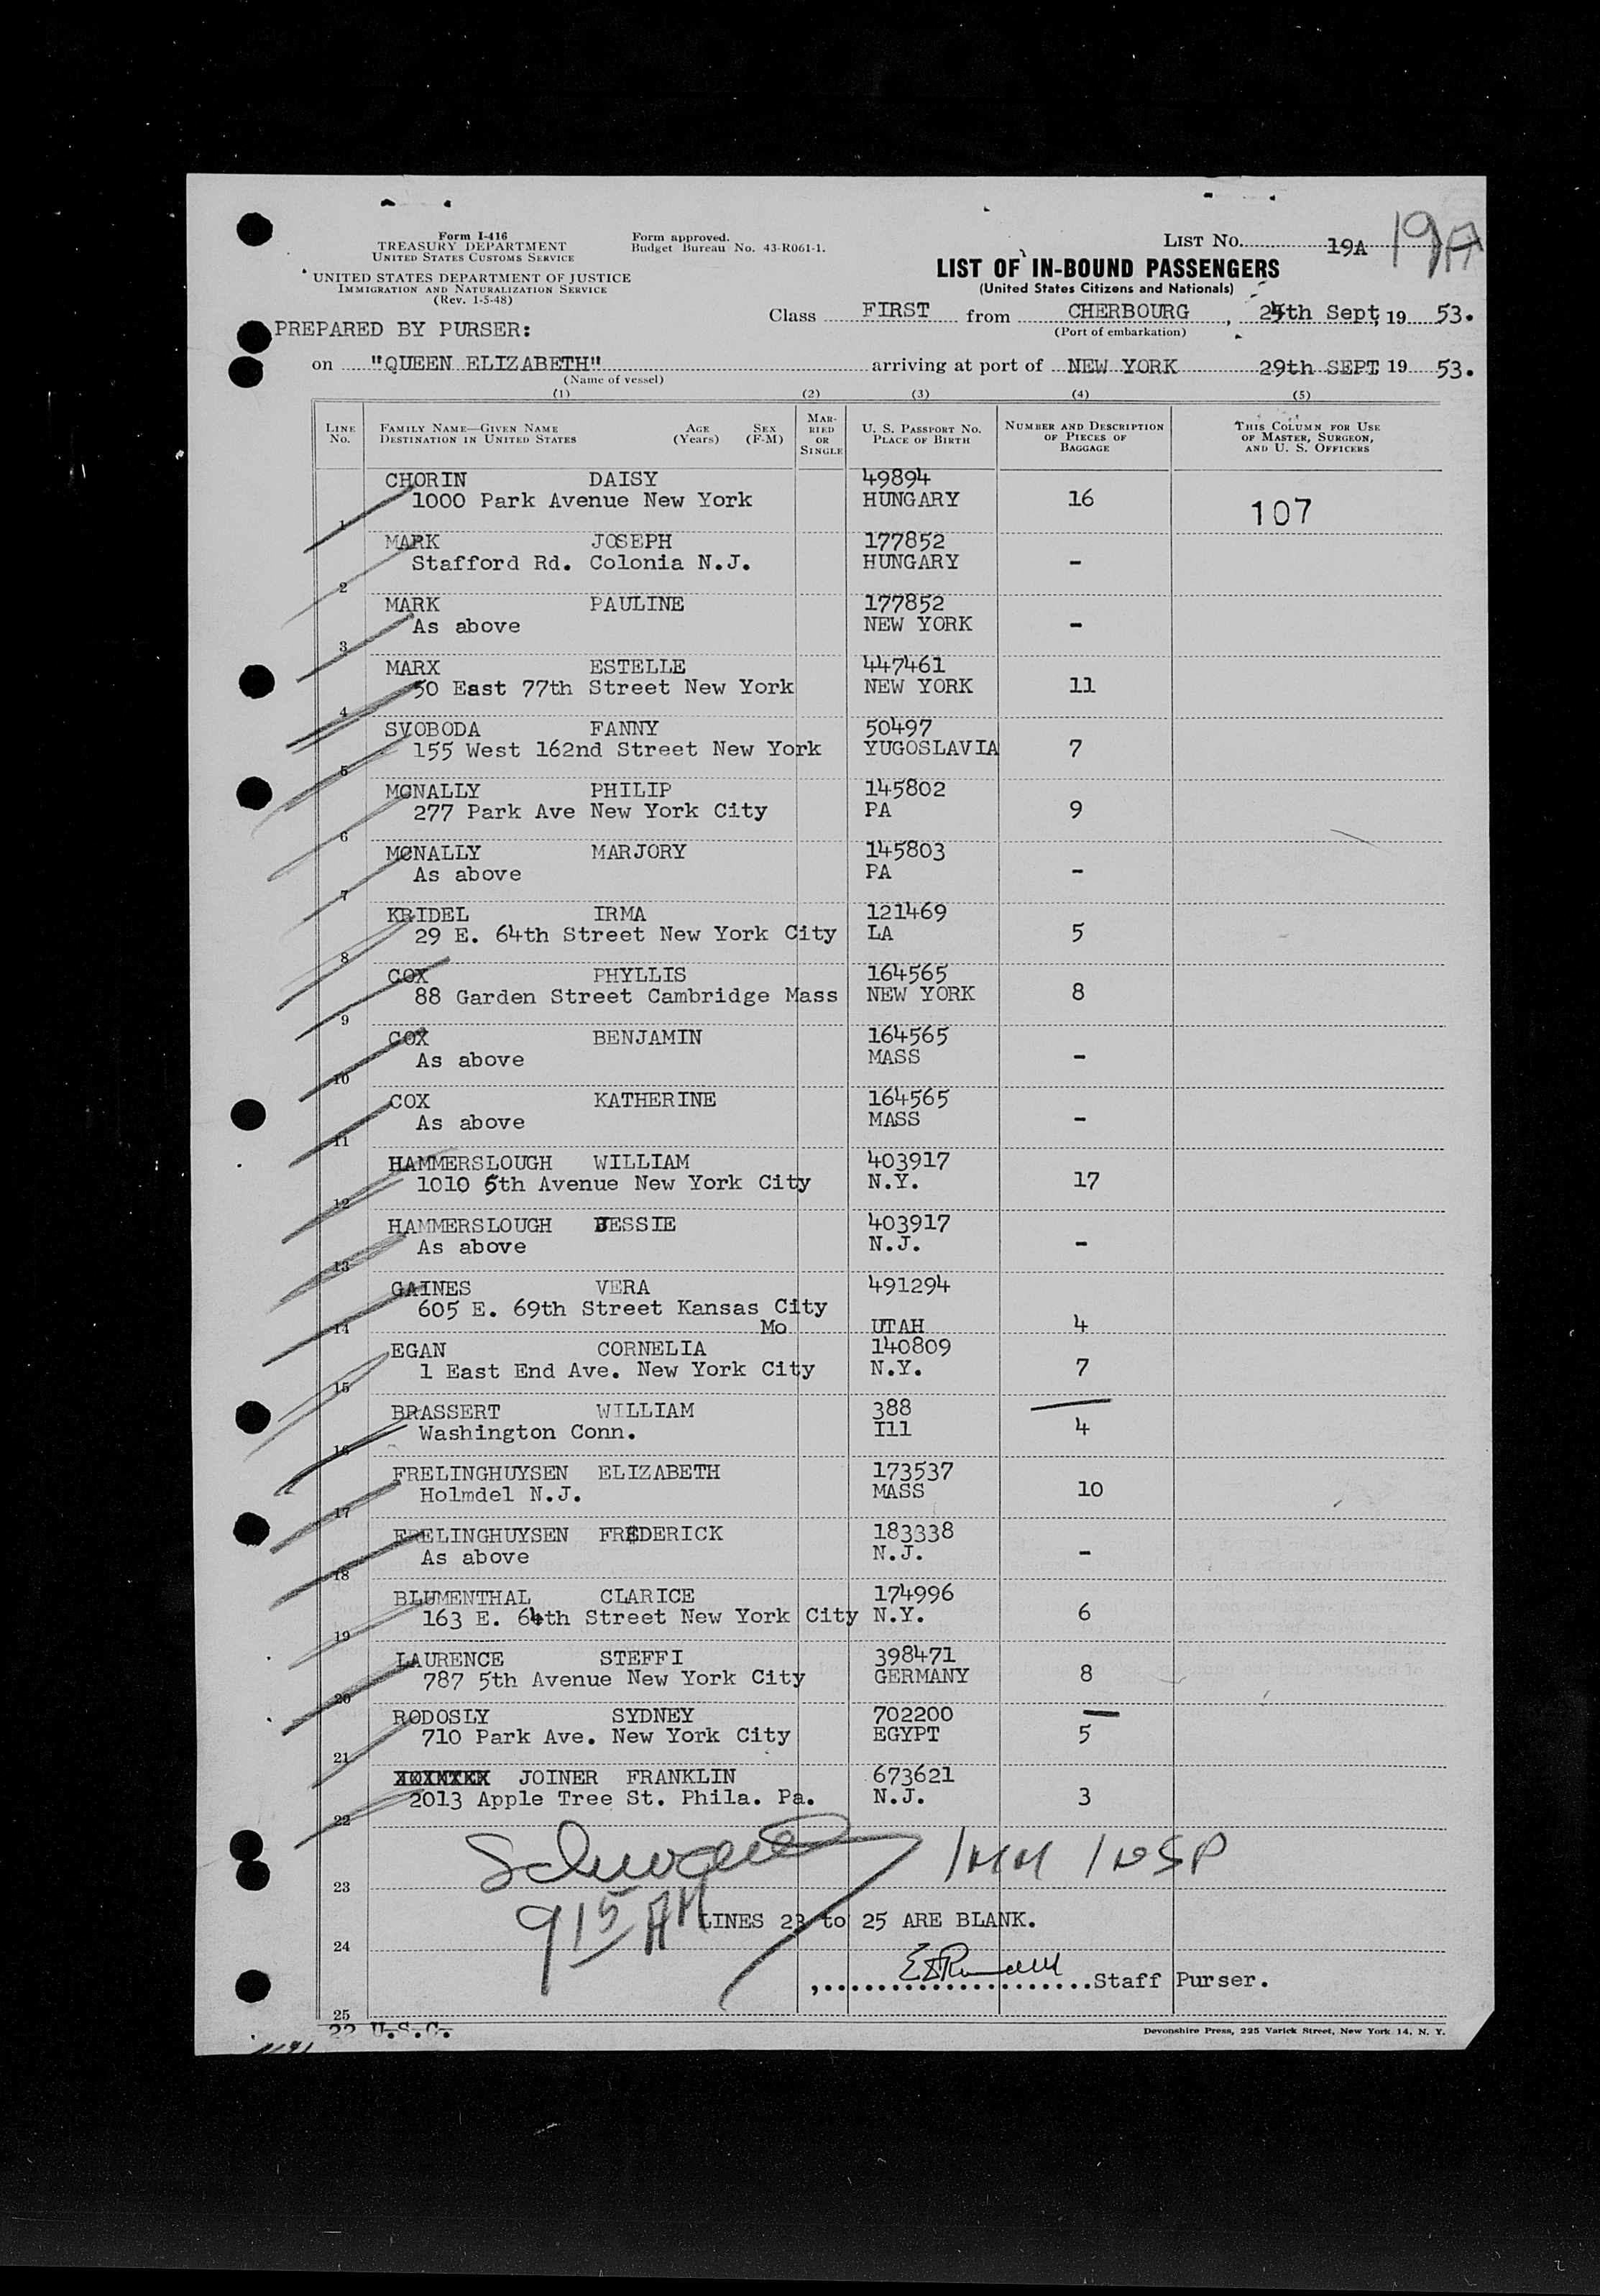 Form I-416
TREASURY DEPARTMENT
UNITED STATES CUSTOMS SERVICE
UNITED STATES DEPARTMENT OF JUSTICE
IMMIGRATION AND NATURALIZATION SERVICE
(Rev. 1-5-48)
Form approved.
Budget Bureau No. 43-R061-1.
LIST No. 19A 19A
LIST OF IN-BOUND PASSENGERS
(United States Citizens and Nationals)
Class FIRST from CHERBOURG, 24th Sept, 19 53.
(Port of embarkation)
PREPARED BY PURSER:
on "QUEEN ELIZABETH" arriving at port of NEW YORK 29th SEPT 19 53.
(Name of vessel)
(1) (2) (3) (4) (5)
LINE No. FAMILY NAME—GIVEN NAME DESTINATION IN UNITED STATES AGE (Years) SEX (F-M) MARRIED OR SINGLE U. S. PASSPORT No. PLACE OF BIRTH NUMBER AND DESCRIPTION OF PIECES OF BAGGAGE THIS COLUMN FOR USE OF MASTER, SURGEON, AND U. S. OFFICERS
CHORIN DAISY 49894
1 1000 Park Avenue New York HUNGARY 16 107
MARK JOSEPH 177852
2 Stafford Rd. Colonia N.J. HUNGARY -
MARK PAULINE 177852
3 As above NEW YORK -
MARX ESTELLE 447461
4 50 East 77th Street New York NEW YORK 11
SVOBODA FANNY 50497
5 155 West 162nd Street New York YUGOSLAVIA 7
MCNALLY PHILIP 145802
6 277 Park Ave New York City PA 9
MCNALLY MARJORY 145803
7 As above PA -
KRIDEL IRMA 121469
8 29 E. 64th Street New York City LA 5
COX PHYLLIS 164565
9 88 Garden Street Cambridge Mass NEW YORK 8
COX BENJAMIN 164565
10 As above MASS -
COX KATHERINE 164565
11 As above MASS -
HAMMERSLOUGH WILLIAM 403917
12 1010 5th Avenue New York City N.Y. 17
HAMMERSLOUGH JESSIE 403917
13 As above N.J. -
GAINES VERA 491294
605 E. 69th Street Kansas City
14 Mo UTAH 4
EGAN CORNELIA 140809
15 1 East End Ave. New York City N.Y. 7
BRASSERT WILLIAM 388
16 Washington Conn. Ill 4
FRELINGHUYSEN ELIZABETH 173537
17 Holmdel N.J. MASS 10
FRELINGHUYSEN FREDERICK 183338
18 As above N.J. -
BLUMENTHAL CLARICE 174996
19 163 E. 64th Street New York City N.Y. 6
LAURENCE STEFFI 398471
20 787 5th Avenue New York City GERMANY 8
RODOSLY SYDNEY 702200
21 710 Park Ave. New York City EGYPT 5
JOINER FRANKLIN 673621
22 2013 Apple Tree St. Phila. Pa. N.J. 3
23
915 AM
LINES 23 to 25 ARE BLANK.
24
Staff Purser.
25
22 U.S.C.
Devonshire Press, 225 Varick Street, New York 14, N. Y.